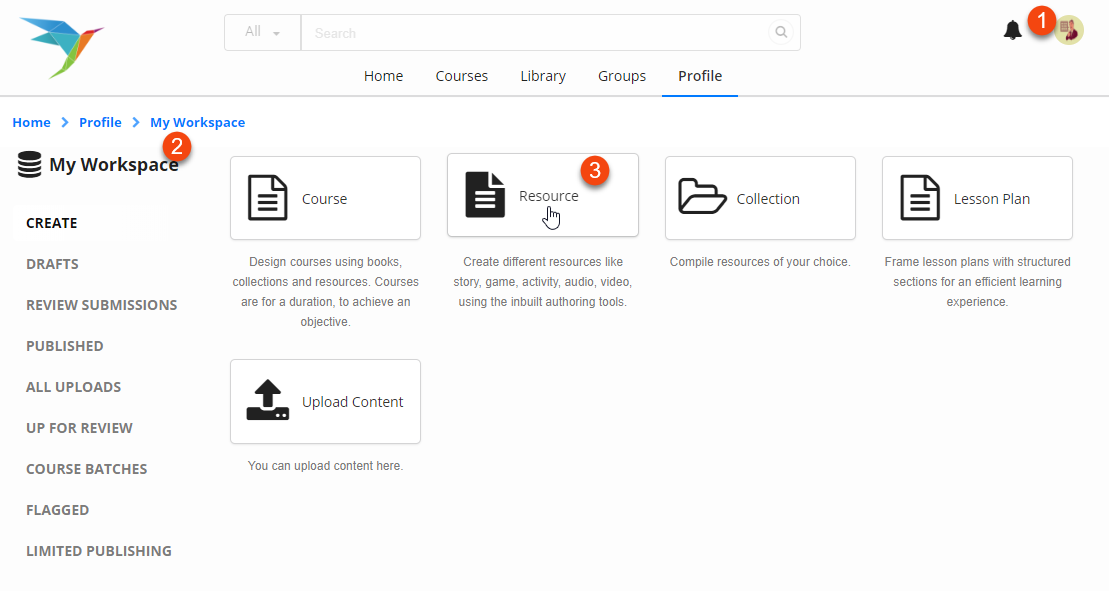 All
Search
1
Home Courses Library Groups Profile
Home Profile My Workspace
2
My Workspace
CREATE
DRAFTS
REVIEW SUBMISSIONS
PUBLISHED
ALL UPLOADS
UP FOR REVIEW
COURSE BATCHES
FLAGGED
LIMITED PUBLISHING
Course
Design courses using books,
collections and resources. Courses
are for a duration, to achieve an
objective.
3
Resource
Create different resources like
story, game, activity, audio, video,
using the inbuilt authoring tools.
Collection
Compile resources of your choice.
Lesson Plan
Frame lesson plans with structured
sections for an efficient learning
experience.
Upload Content
You can upload content here.